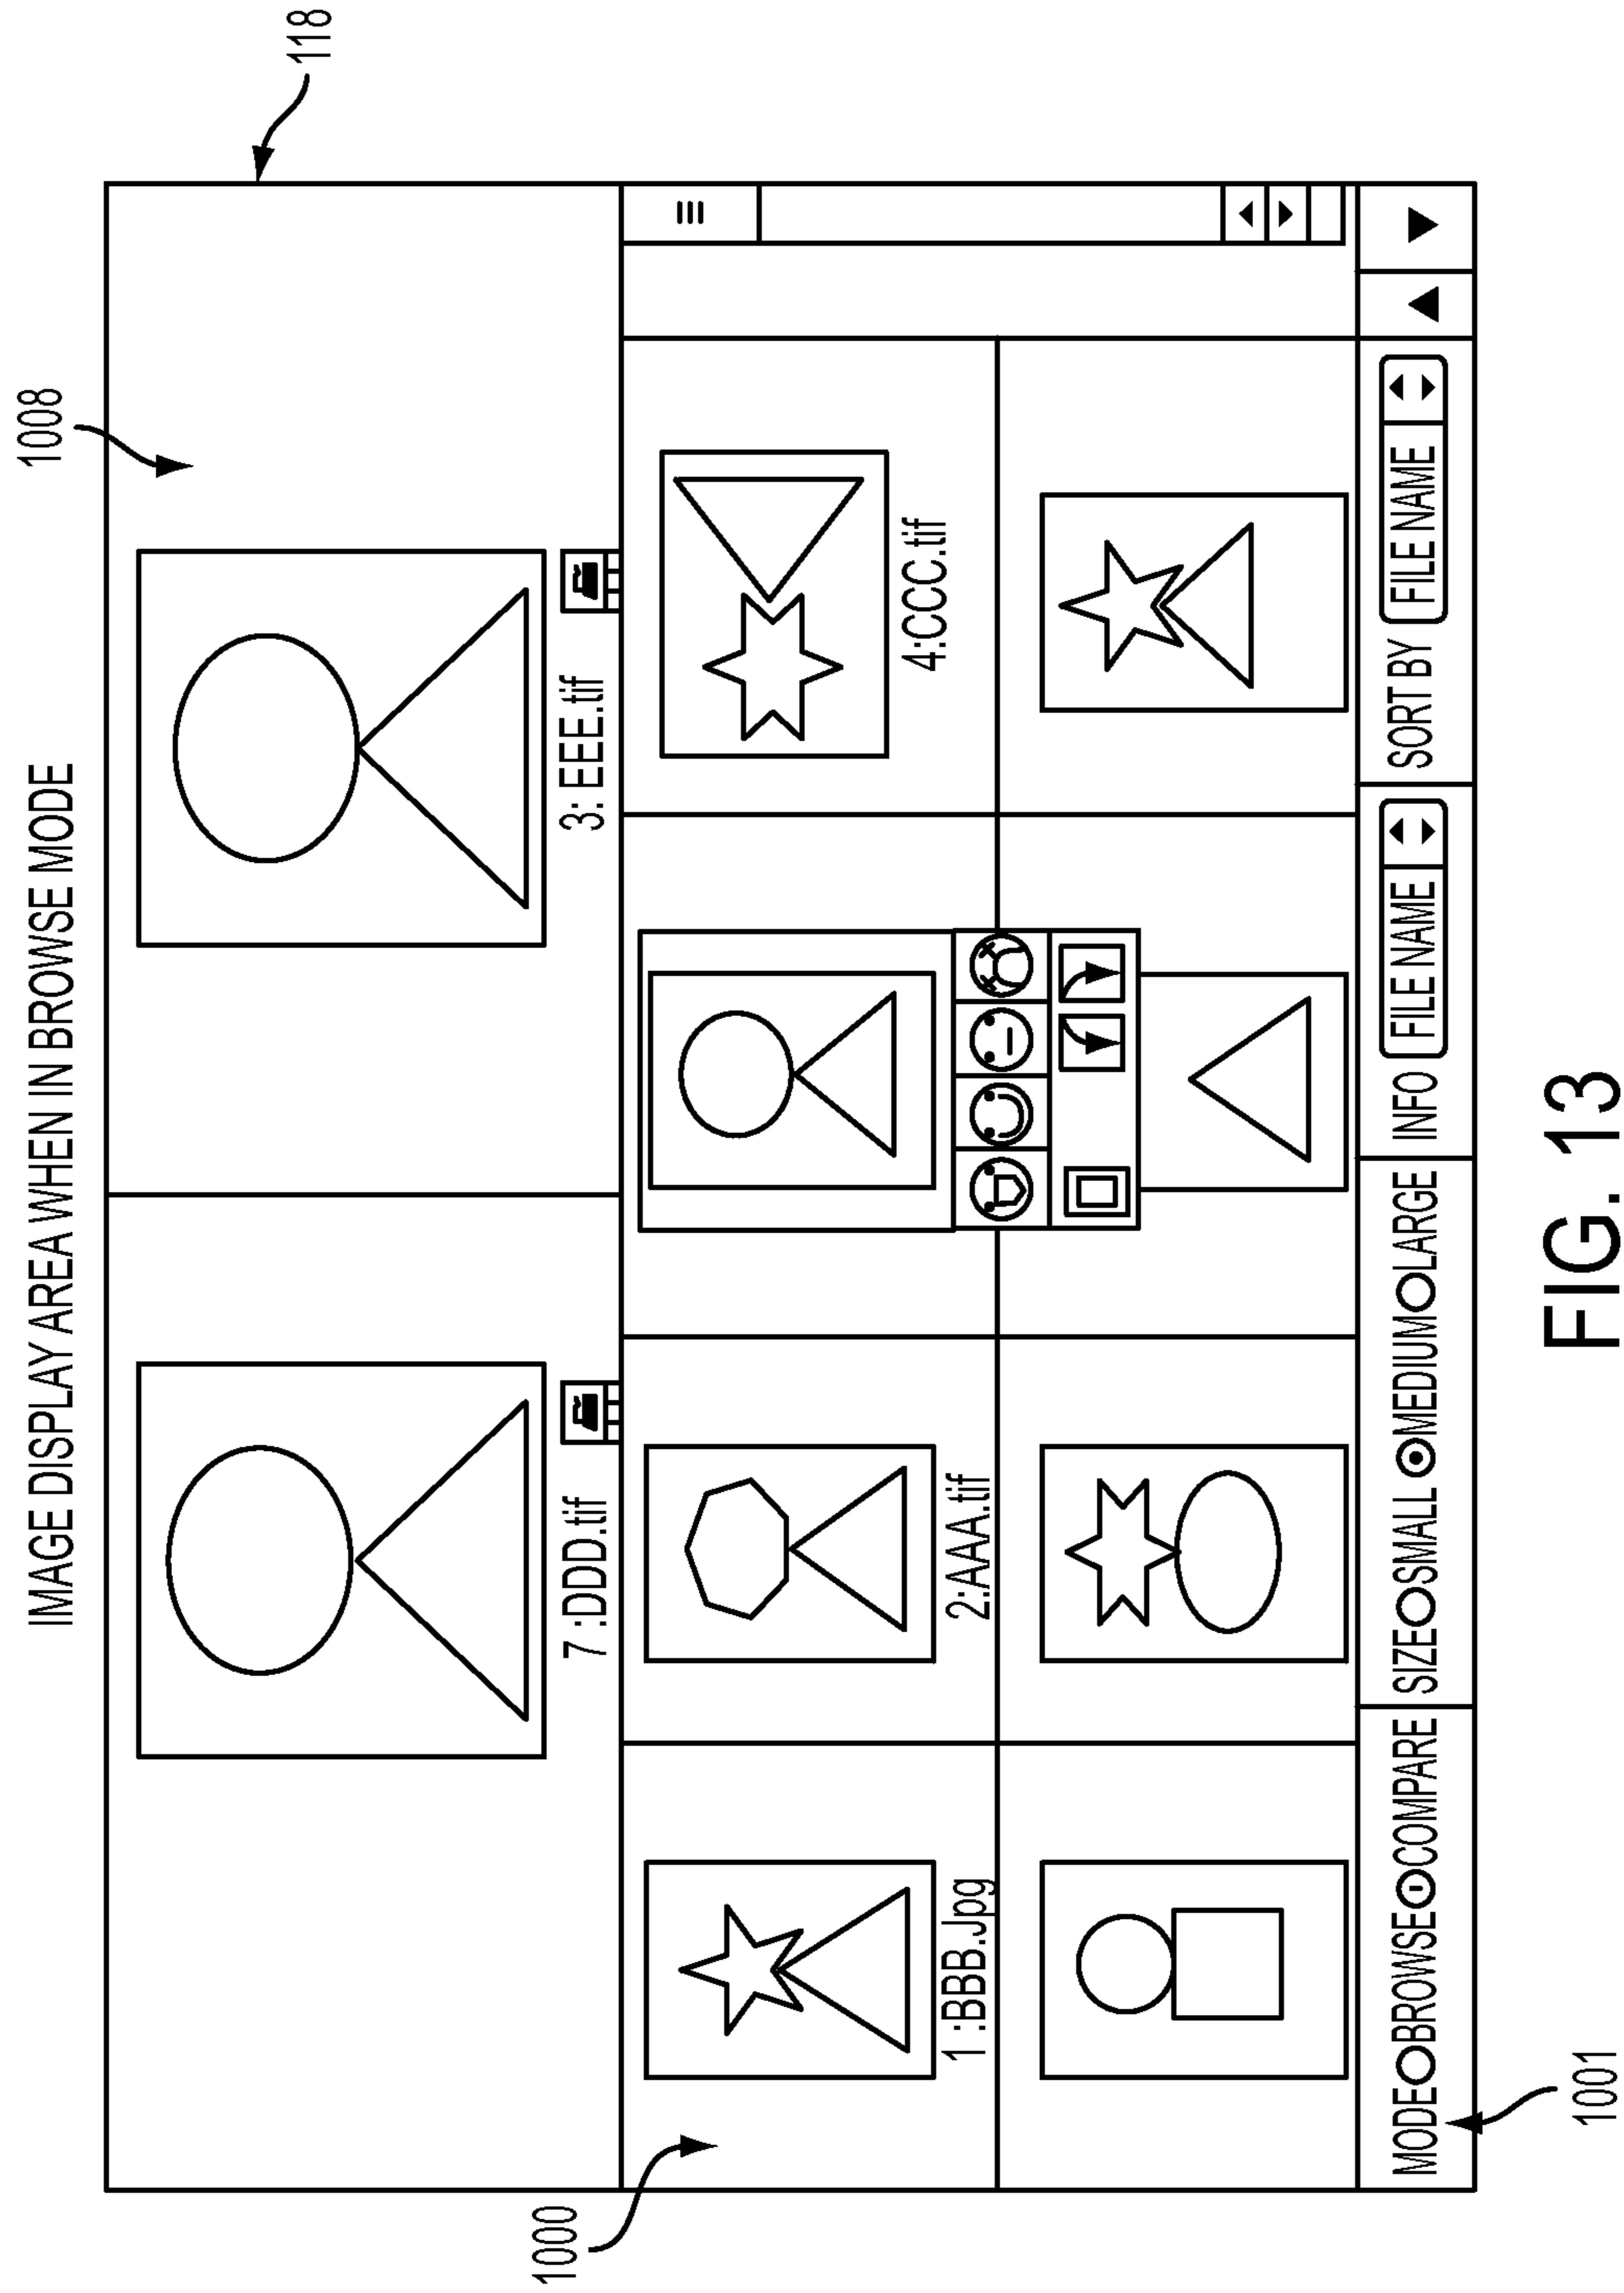 IMAGE DISPLAY AREA WHEN IN BROWSE MODE
1008
118
7 :DDD.tif
3: EEE.tif
1000
1 :BBB.Jpg
2:AAA.tif
4:CCC.tif
MODE BROWSE COMPARE SIZE SMALL MEDIUM LARGE INFO FILE NAME SORT BY FILE NAME
1001
FIG. 13